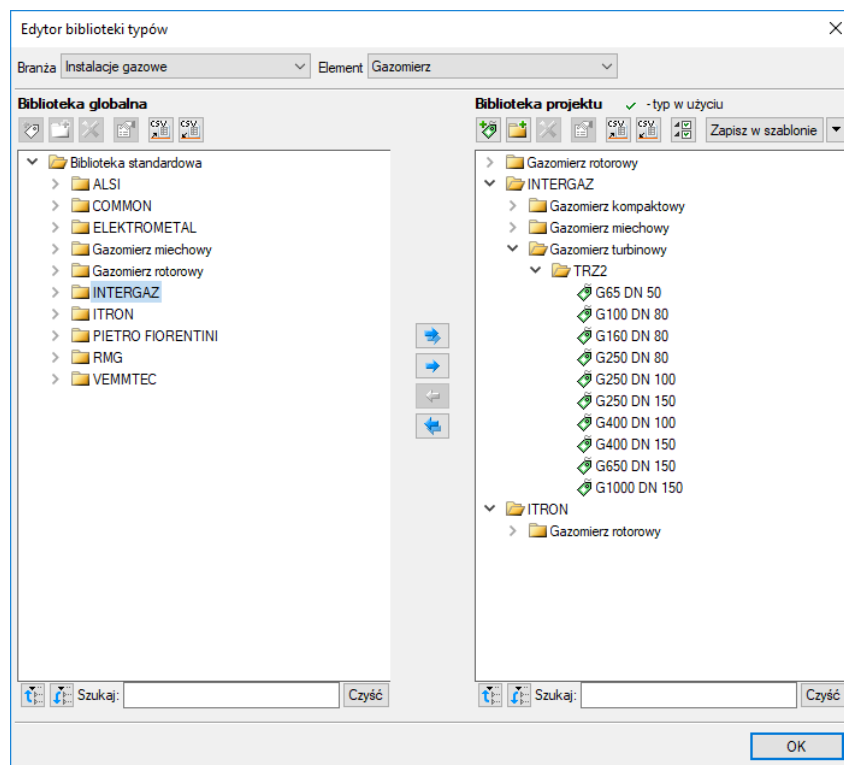 Edytor biblioteki typów
Branża Instalacje gazowe Element Gazomierz
Biblioteka globalna
CSV CSV
Biblioteka standardowa
ALSI
COMMON
ELEKTROMETAL
Gazomierz miechowy
Gazomierz rotorowy
INTERGAZ
ITRON
PIETRO FIORENTINI
RMG
VEMMTEC
Szukaj: Czyść
Biblioteka projektu - typ w użyciu
CSV CSV Zapisz w szablonie
Gazomierz rotorowy
INTERGAZ
Gazomierz kompaktowy
Gazomierz miechowy
Gazomierz turbinowy
TRZ2
G65 DN 50
G100 DN 80
G160 DN 80
G250 DN 80
G250 DN 100
G250 DN 150
G400 DN 100
G400 DN 150
G650 DN 150
G1000 DN 150
ITRON
Gazomierz rotorowy
Szukaj: Czyść
OK